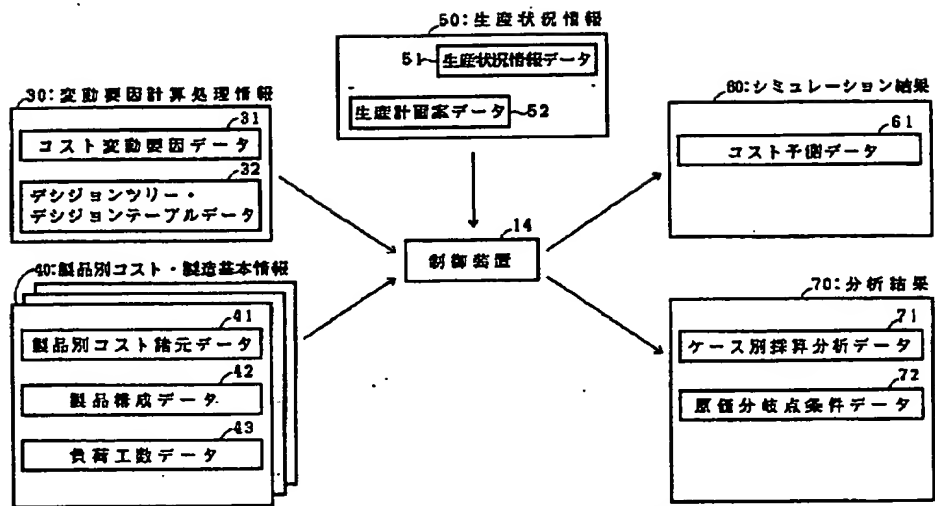 50:生産状況情報
51
生産状況情報データ
生産計画案データ
52
30:変動要因計算処理情報
31
コスト変動要因データ
32
デシジョンツリー・
デシジョンテーブルデータ
60:シミュレーション結果
61
コスト予測データ
14
制御装置
40:製品別コスト・製造基本情報
41
製品別コスト諸元データ
42
製品構成データ
43
負荷工数データ
70:分析結果
71
ケース別採算分析データ
72
原価分岐点条件データ